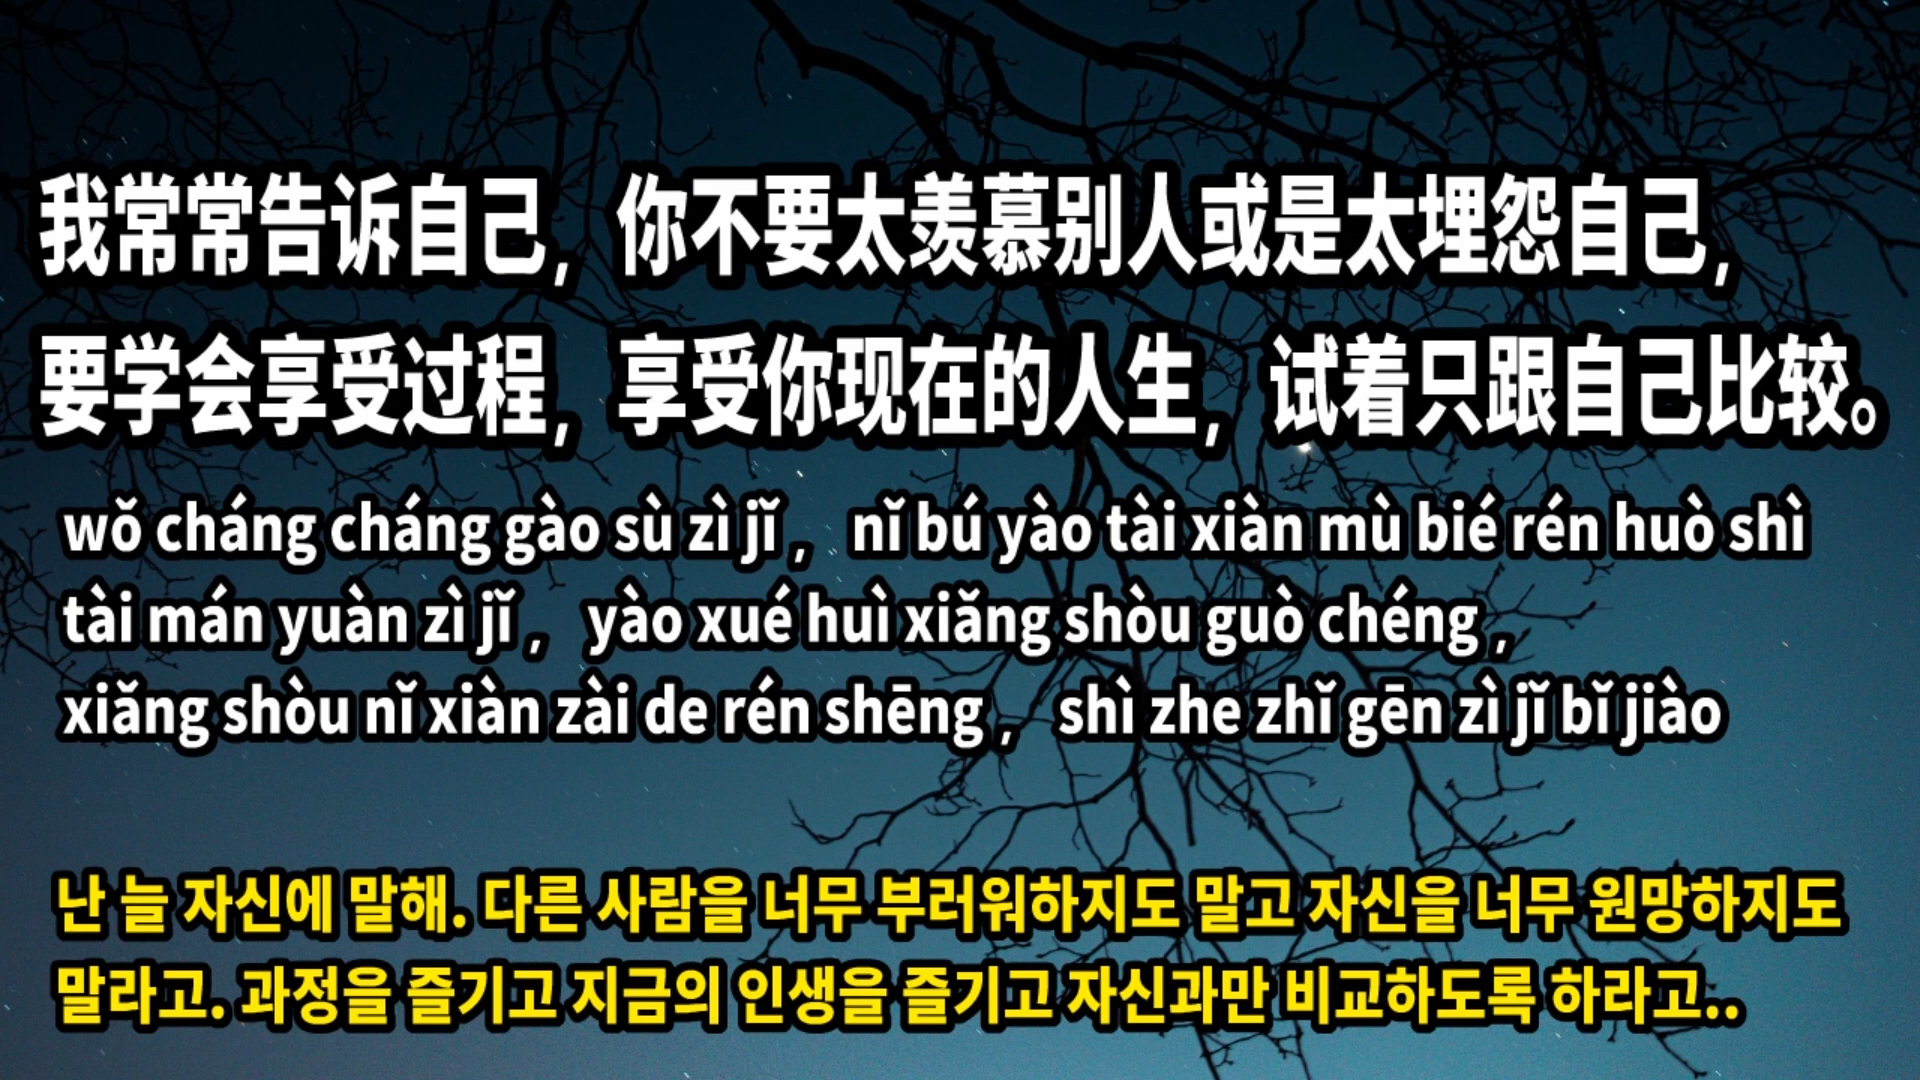 我常常告诉自己，你不要太羡慕别人或是太埋怨自己，
要学会享受过程，享受你现在的人生，试着只跟自己比较。
wǒ cháng cháng gào sù zì jǐ ,   nǐ bú yào tài xiàn mù bié rén huò shì
tài mán yuàn zì jǐ ,   yào xué huì xiǎng shòu guò chéng ,
xiǎng shòu nǐ xiàn zài de rén shēng ,   shì zhe zhǐ gēn zì jǐ bǐ jiào
난 늘 자신에 말해. 다른 사람을 너무 부러워하지도 말고 자신을 너무 원망하지도
말라고. 과정을 즐기고 지금의 인생을 즐기고 자신과만 비교하도록 하라고..